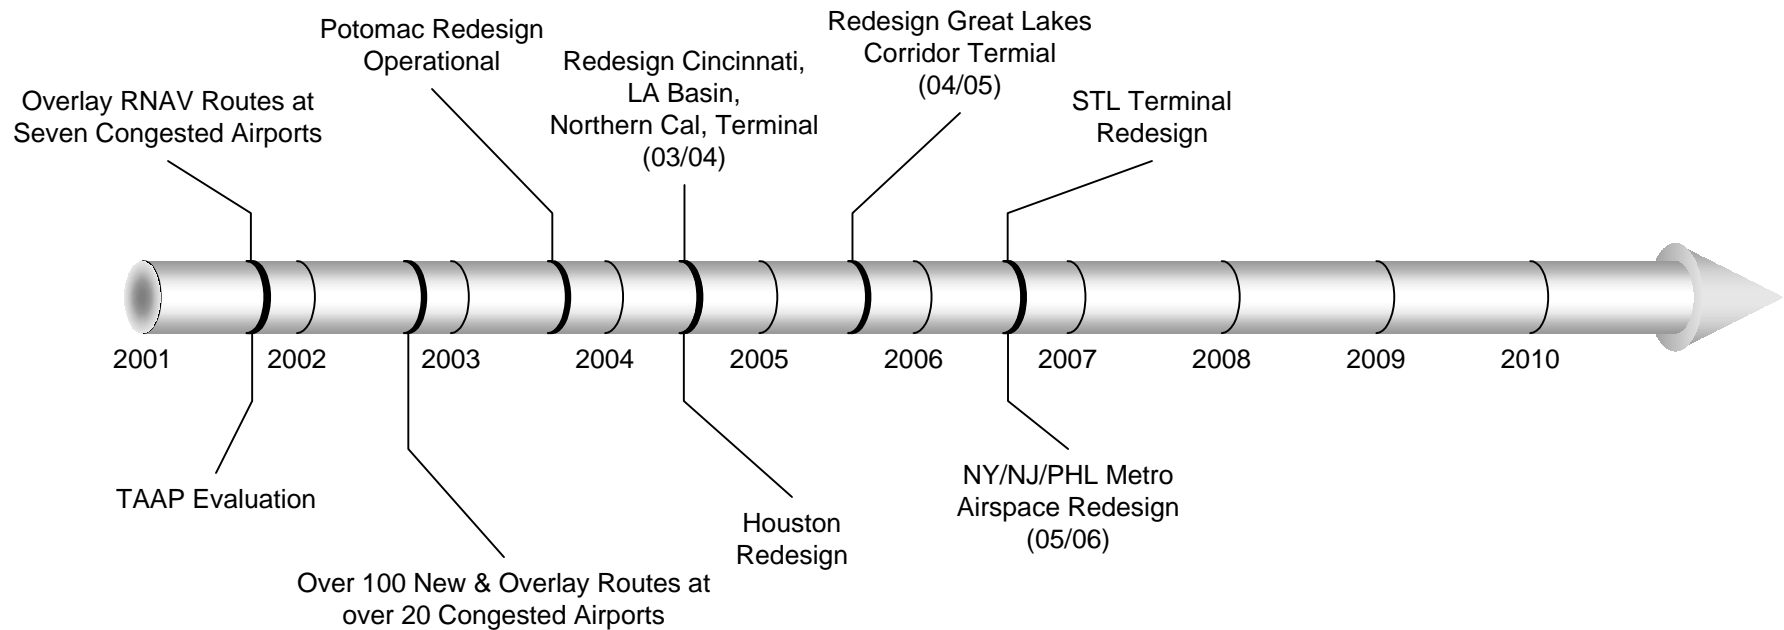 Potomac Redesign
Operational
Redesign Great Lakes
Corridor Termial
(04/05)
Redesign Cincinnati,
LA Basin,
Northern Cal, Terminal
(03/04)
Overlay RNAV Routes at
Seven Congested Airports
STL Terminal
Redesign
2001
2002
2003
2004
2005
2006
2007
2008
2009
2010
TAAP Evaluation
Over 100 New & Overlay Routes at
over 20 Congested Airports
Houston
Redesign
NY/NJ/PHL Metro
Airspace Redesign
(05/06)